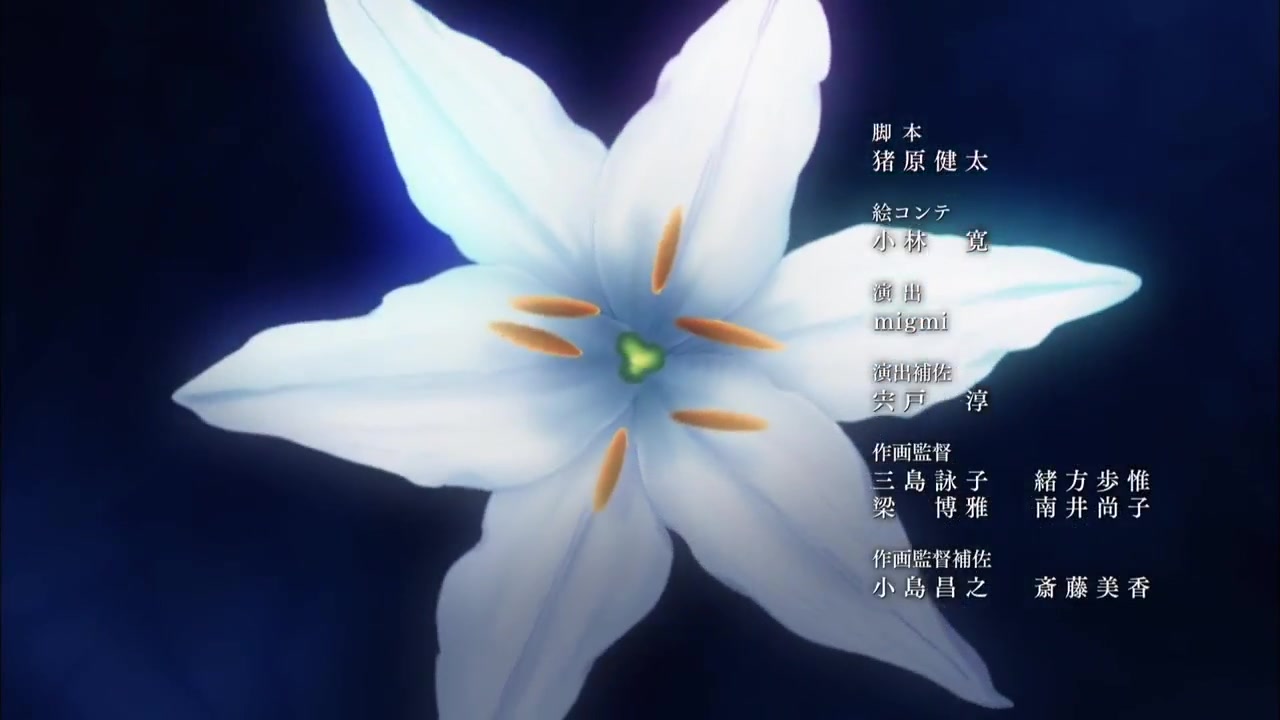 脚本
猪原健太
絵コンテ
小林 寛
演出
migmi
演出補佐
宍戸 淳
作画監督
三島詠子 緒方歩惟
梁 博雅 南井尚子
作画監督補佐
小島昌之 斎藤美香